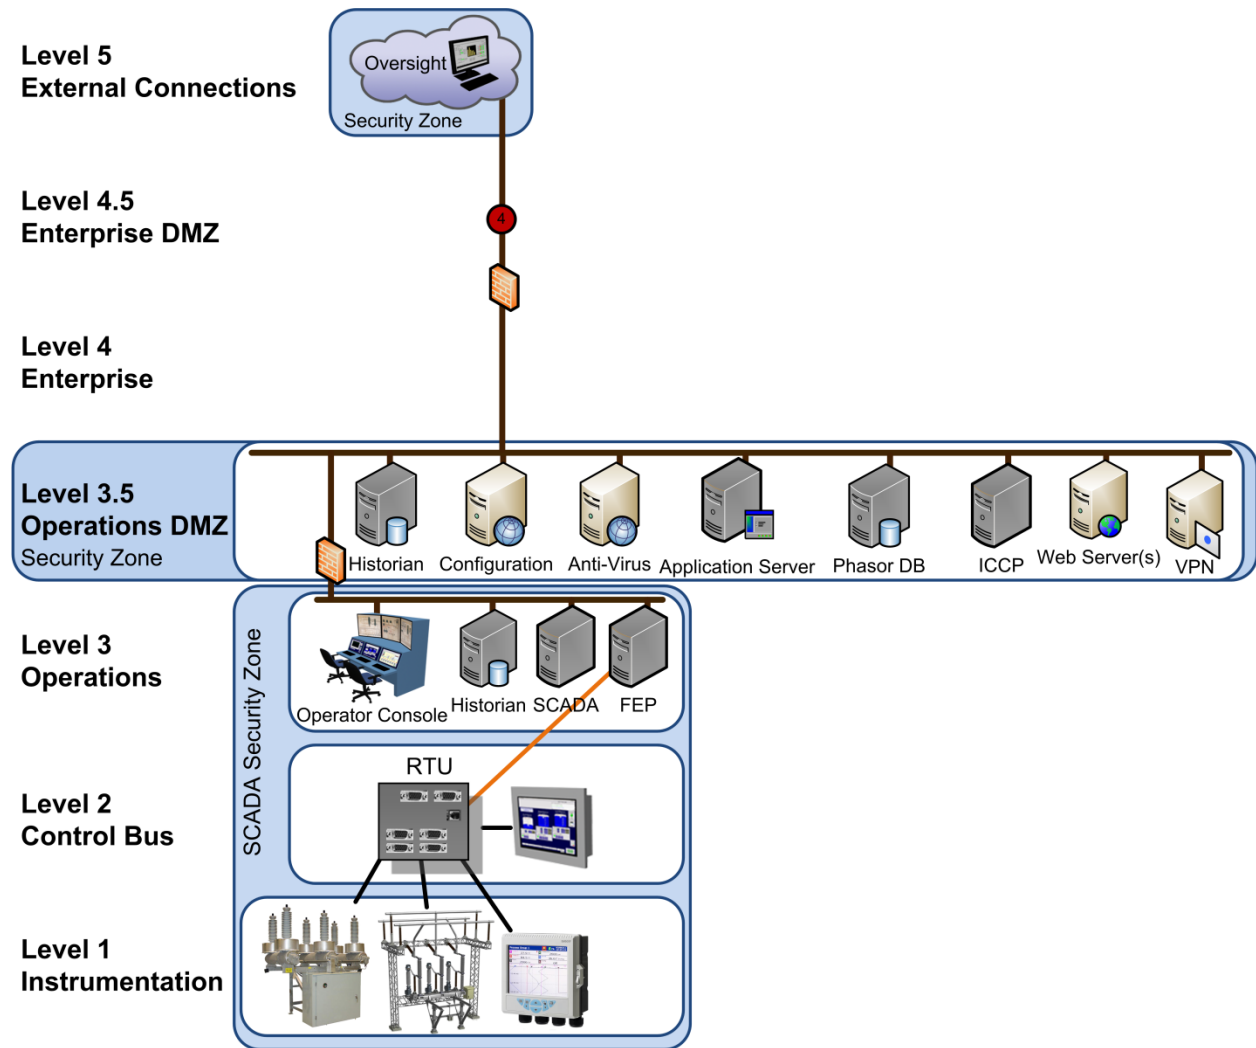 Level 5
External Connections
Oversight
Security Zone
Level 4.5
Enterprise DMZ
4
Level 4
Enterprise
Level 3.5
Operations DMZ
Security Zone
Historian
Configuration
Anti-Virus
Application Server
Phasor DB
ICCP
Web Server(s)
VPN
SCADA Security Zone
Level 3
Operations
Operator Console
Historian
SCADA
FEP
Level 2
Control Bus
RTU
Level 1
Instrumentation